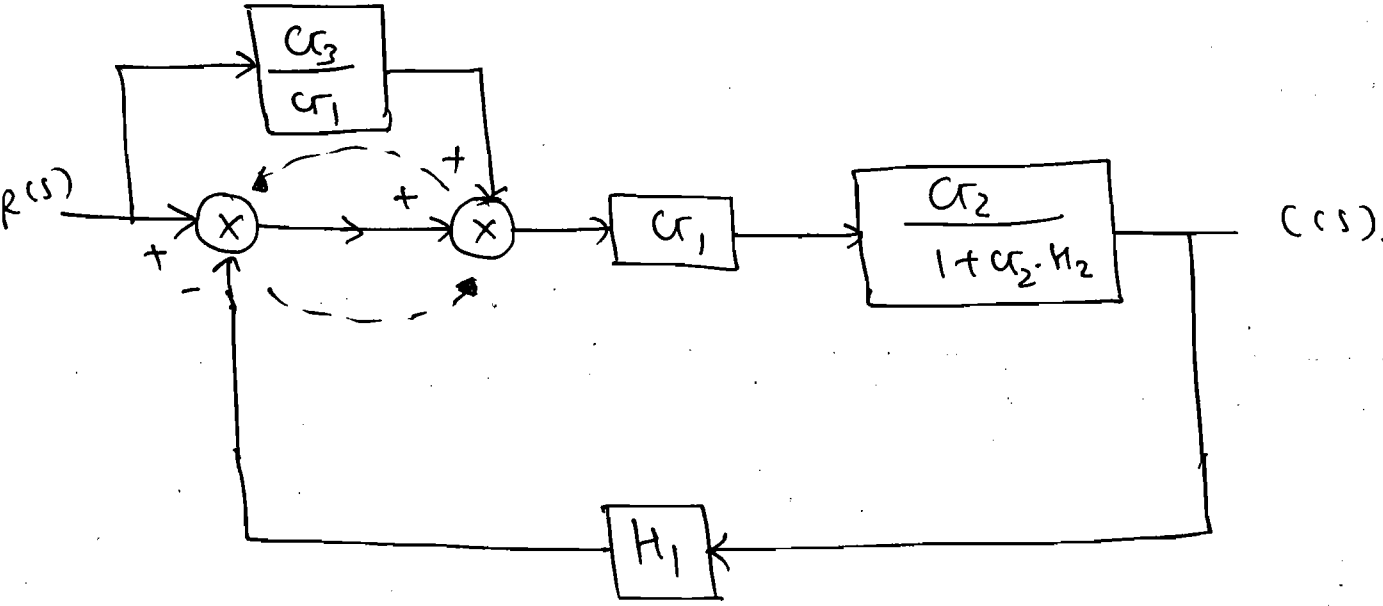 G3
G1
R(S)
+
+
+
-
X
X
G1
G2
1+G2.H2
C(S).
H1